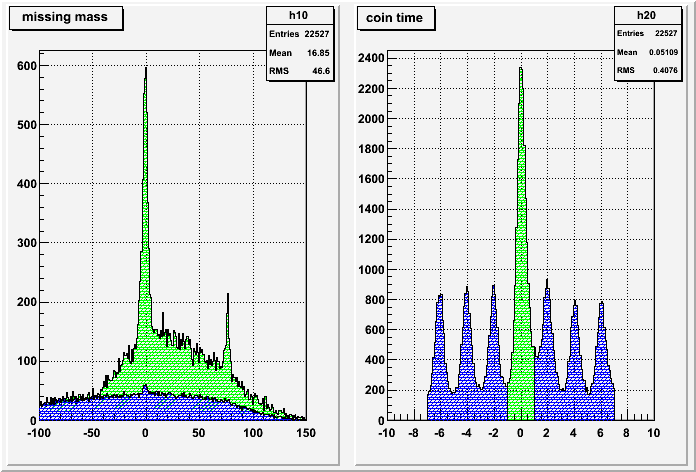 missing mass
h10
Entries 22527
Mean 16.85
RMS 46.6
600
500
400
300
200
100
0
-100 -50 0 50 100 150
coin time
h20
Entries 22527
Mean 0.05109
RMS 0.4076
2400
2200
2000
1800
1600
1400
1200
1000
800
600
400
200
0
-10 -8 -6 -4 -2 0 2 4 6 8 10